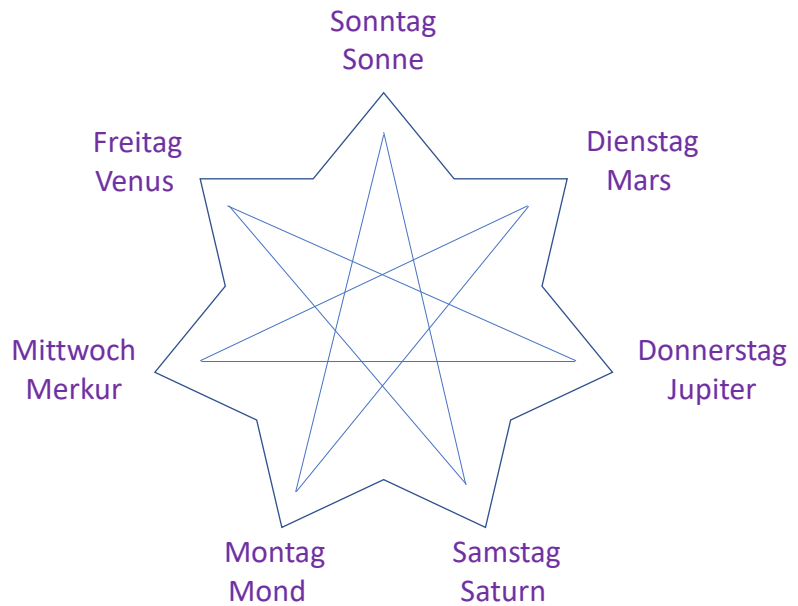 Sonntag
Sonne
Freitag
Venus
Dienstag
Mars
Mittwoch
Merkur
Donnerstag
Jupiter
Montag
Mond
Samstag
Saturn